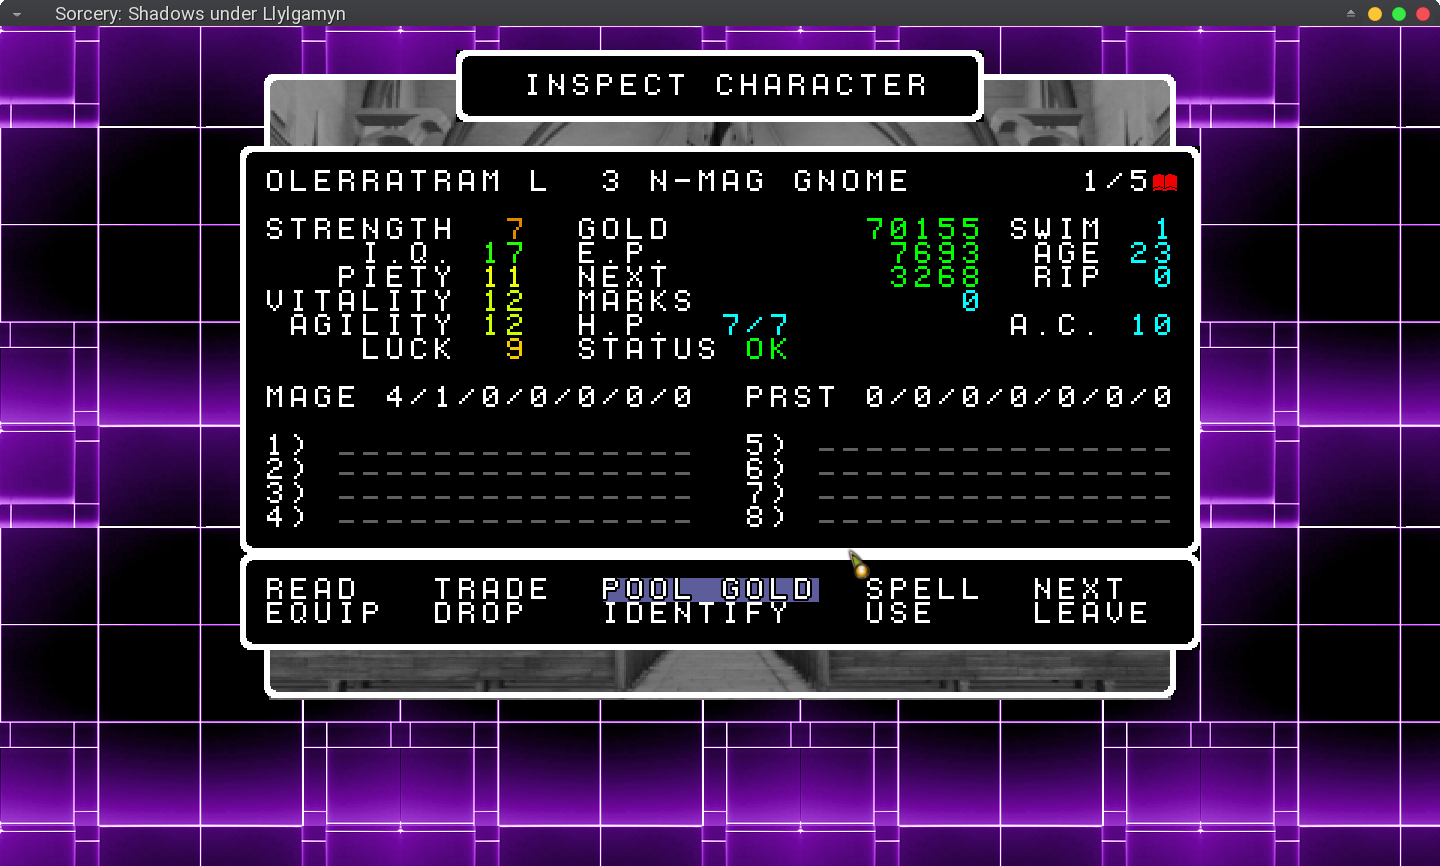 Sorcery: Shadows under Llylgamyn
INSPECT CHARACTER
OLERRATRAM L 3 N-MAG GNOME 1/5
STRENGTH 7 GOLD 70155 SWIM 1
I.Q. 17 E.P. 7693 AGE 23
PIETY 11 NEXT 3268 RIP 0
VITALITY 12 MARKS 0
AGILITY 12 H.P. 7/7 A.C. 10
LUCK 9 STATUS OK
MAGE 4/1/0/0/0/0/0 PRST 0/0/0/0/0/0/0
1) 5)
2) 6)
3) 7)
4) 8)
READ TRADE POOL GOLD SPELL NEXT
EQUIP DROP IDENTIFY USE LEAVE